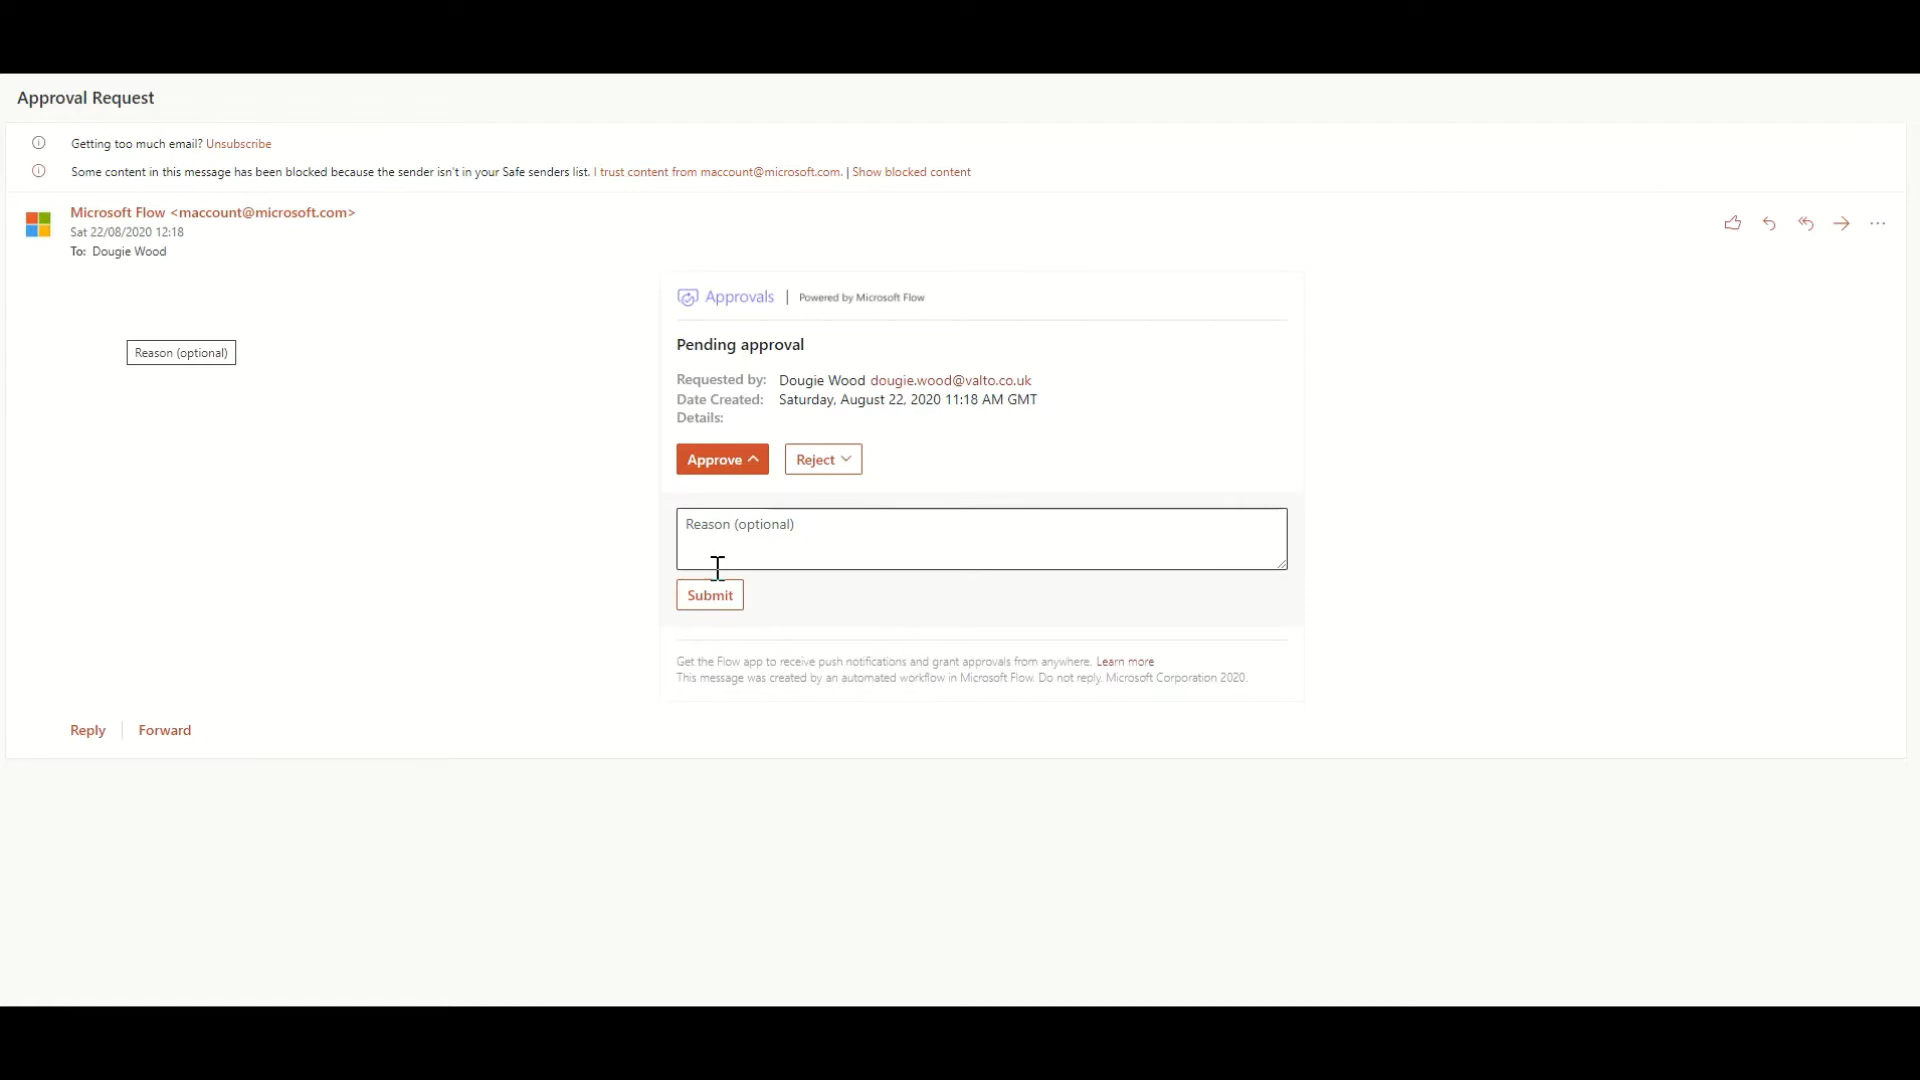 Approval Request
Getting too much email? Unsubscribe
Some content in this message has been blocked because the sender isn't in your Safe senders list. I trust content from maccount@microsoft.com. | Show blocked content
Microsoft Flow <maccount@microsoft.com>
Sat 22/08/2020 12:18
To: Dougie Wood
Approvals | Powered by Microsoft Flow
Reason (optional)
Pending approval
Requested by: Dougie Wood dougie.wood@valto.co.uk
Date Created: Saturday, August 22, 2020 11:18 AM GMT
Details:
Approve Reject
Reason (optional)
Submit
Get the Flow app to receive push notifications and grant approvals from anywhere. Learn more
This message was created by an automated workflow in Microsoft Flow. Do not reply. Microsoft Corporation 2020.
Reply Forward